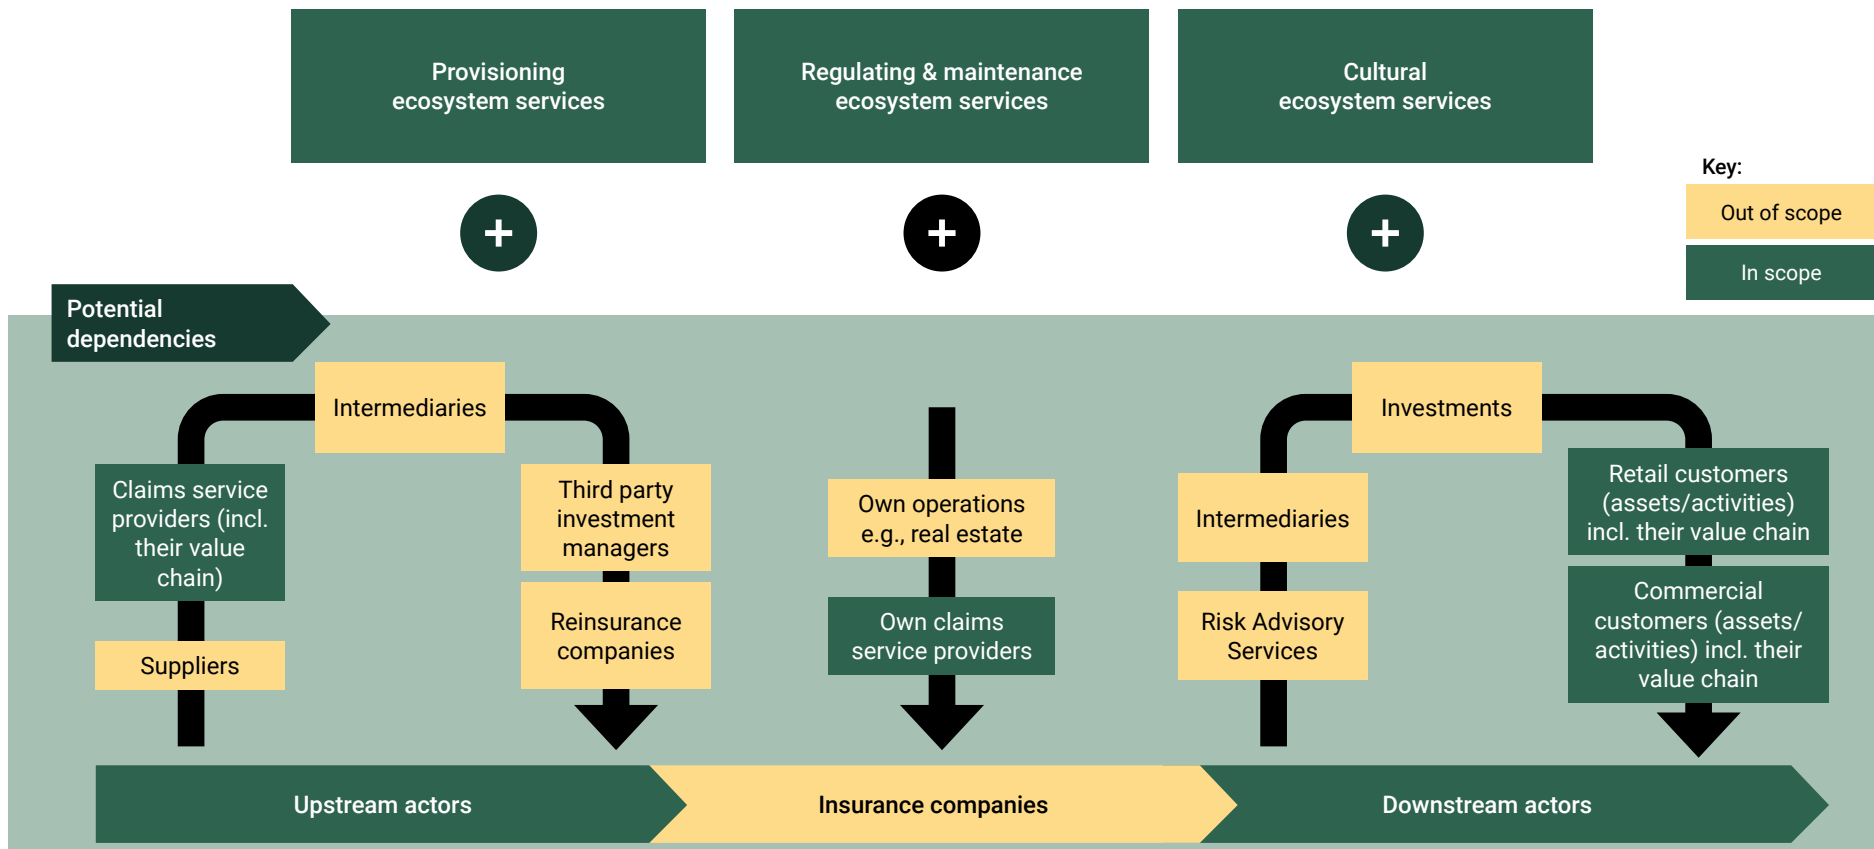 Provisioning
ecosystem services
Regulating & maintenance
ecosystem services
Cultural
ecosystem services
Key:
Out of scope
In scope
Potential
dependencies
Intermediaries
Claims service
providers (incl.
their value
chain)
Suppliers
Third party
investment
managers
Reinsurance
companies
Own operations
e.g., real estate
Own claims
service providers
Investments
Intermediaries
Risk Advisory
Services
Retail customers
(assets/activities)
incl. their value chain
Commercial
customers (assets/
activities) incl. their
value chain
Upstream actors
Insurance companies
Downstream actors